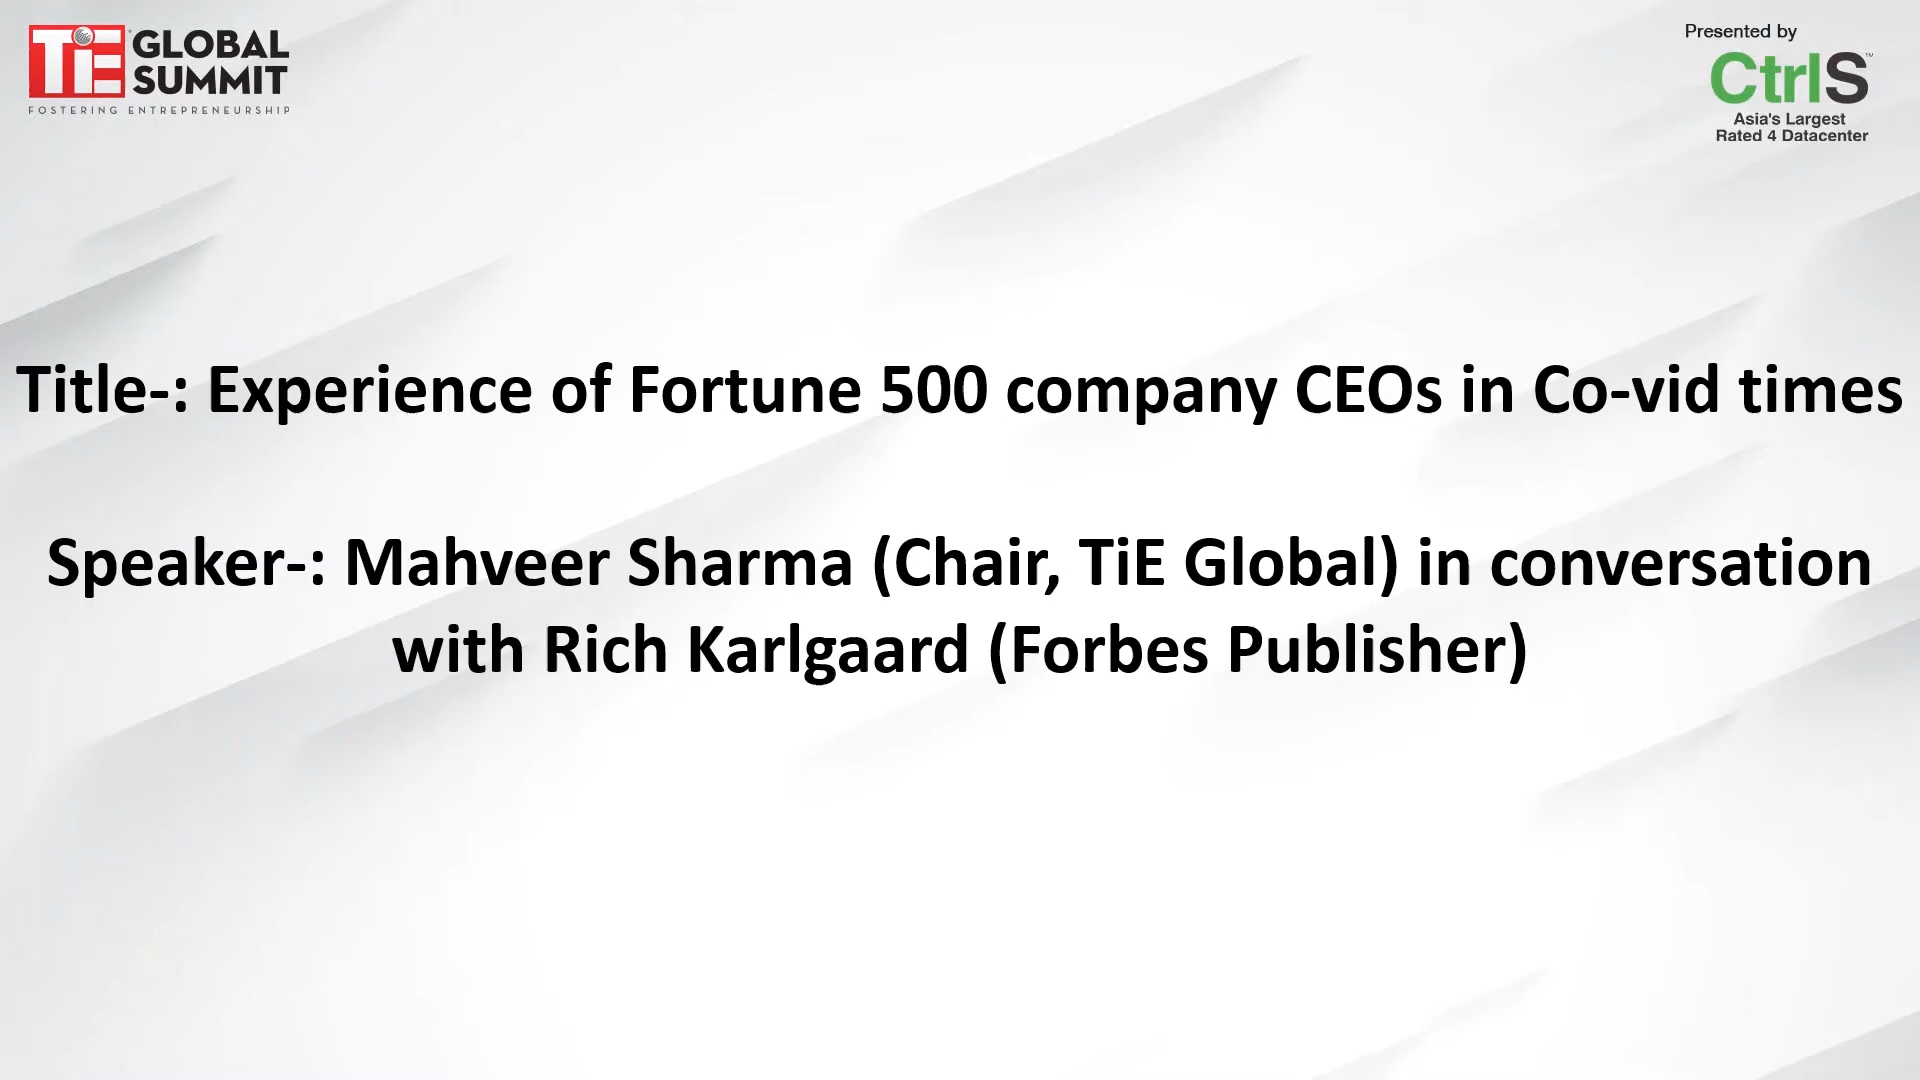 TiE GLOBAL
SUMMIT
FOSTERING ENTREPRENEURSHIP
Presented by
CtrlS™
Asia's Largest
Rated 4 Datacenter
Title-: Experience of Fortune 500 company CEOs in Co-vid times
Speaker-: Mahveer Sharma (Chair, TiE Global) in conversation
with Rich Karlgaard (Forbes Publisher)